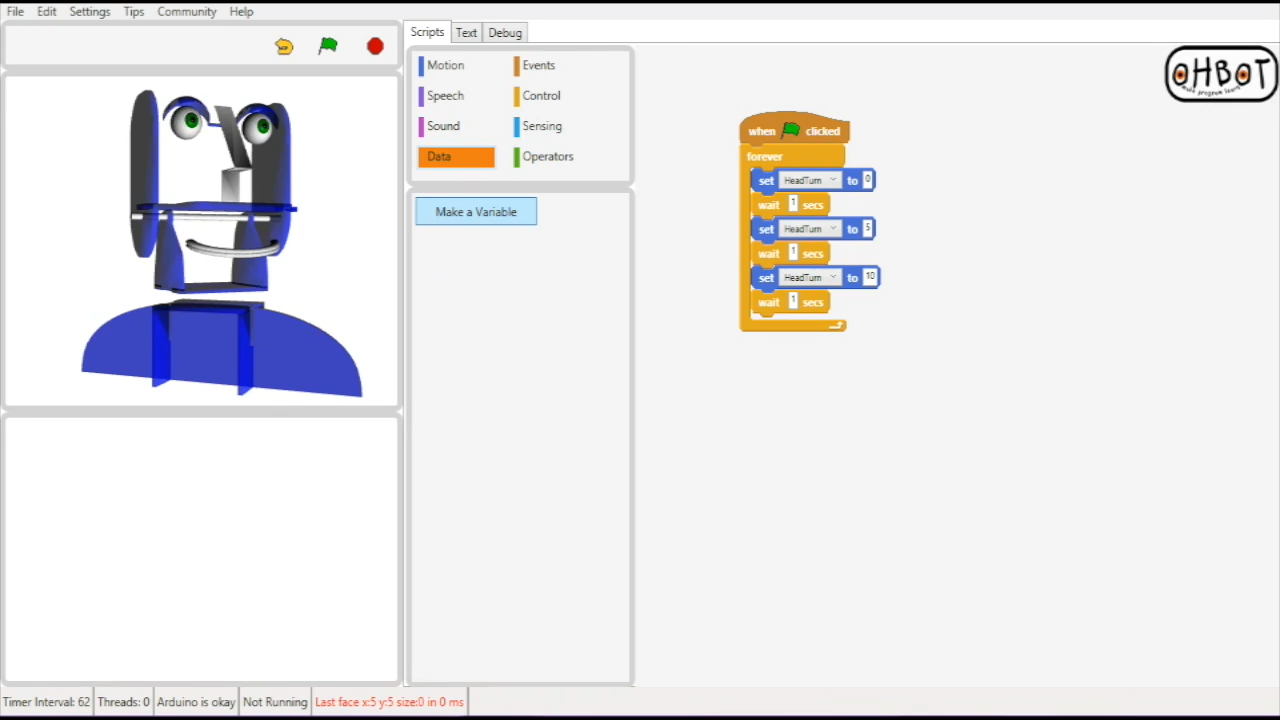 File Edit Settings Tips Community Help
Scripts Text Debug
Motion Events
Speech Control
Sound Sensing
Data Operators
Make a Variable
OHBOT
when clicked
forever
set HeadTurn to 0
wait 1 secs
set HeadTurn to 5
wait 1 secs
set HeadTurn to 10
wait 1 secs
Timer Interval: 62 Threads: 0 Arduino is okay Not Running Last face x:5 y:5 size:0 in 0 ms